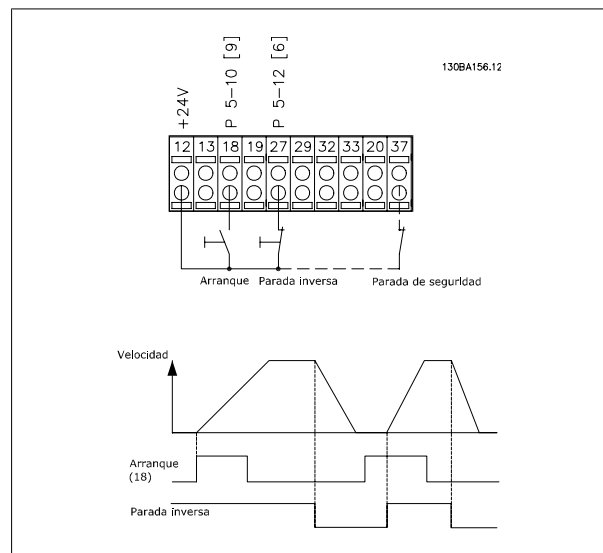 130BA156.12
+24V
P 5-10 [9]
P 5-12 [6]
12 13 18 19 27 29 32 33 20 37
Arranque Parada inversa Parada de seguridad
Velocidad
Arranque
(18)
Parada inversa